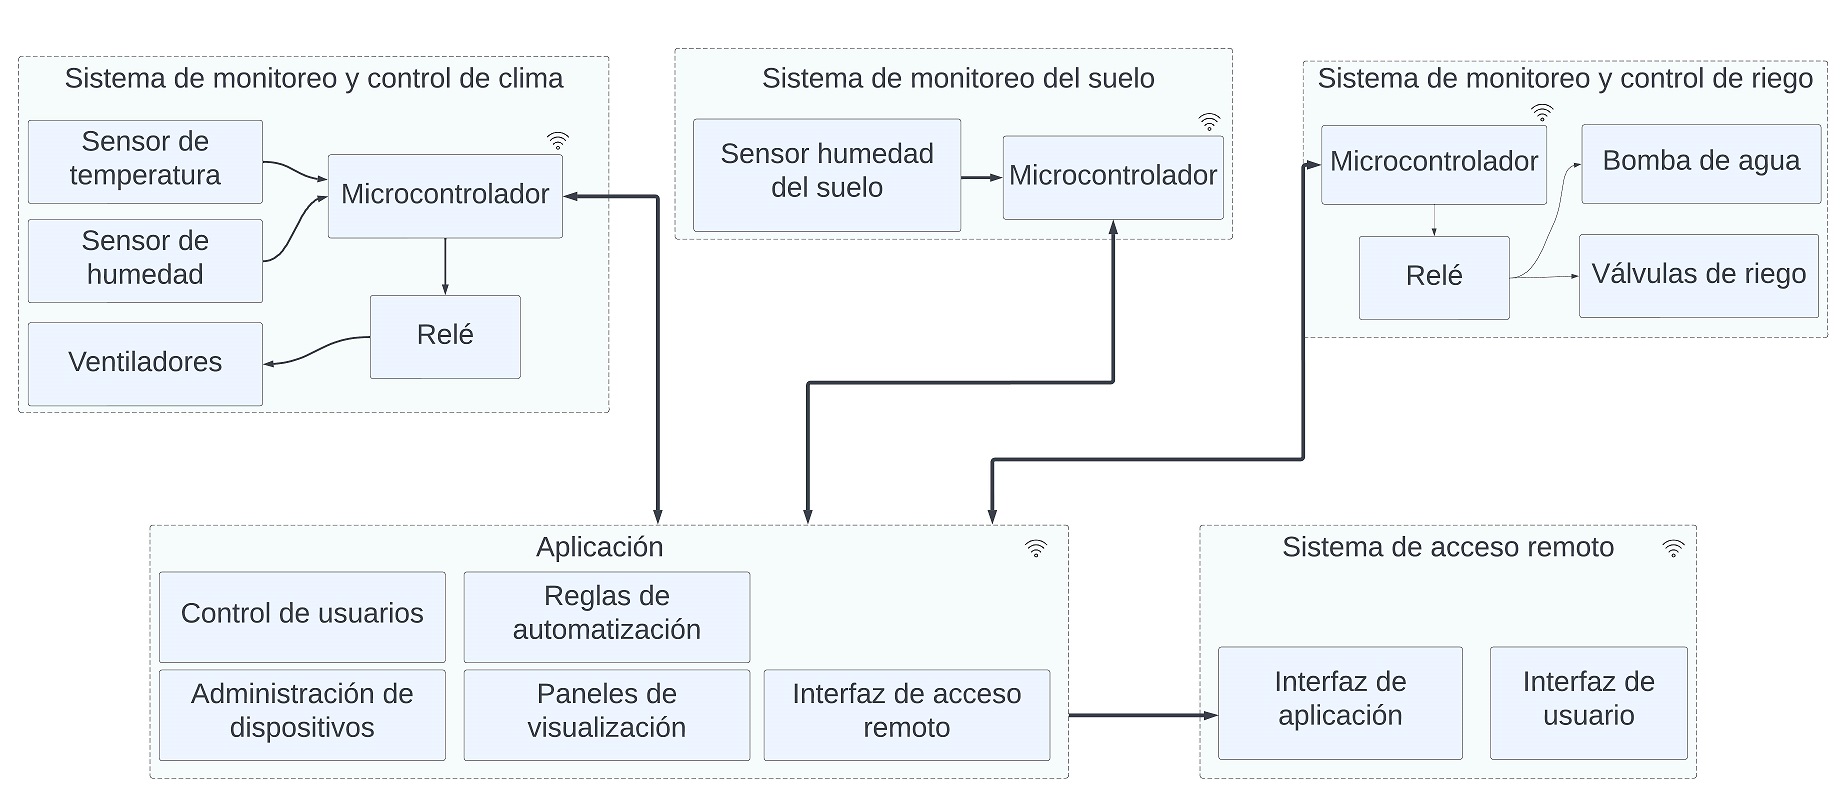 Sistema de monitoreo y control de clima
Sensor de
temperatura
Sensor de
humedad
Ventiladores
Microcontrolador
Relé
Sistema de monitoreo del suelo
Sensor humedad
del suelo
Microcontrolador
Sistema de monitoreo y control de riego
Microcontrolador
Relé
Bomba de agua
Válvulas de riego
Aplicación
Control de usuarios
Reglas de
automatización
Administración de
dispositivos
Paneles de
visualización
Interfaz de acceso
remoto
Sistema de acceso remoto
Interfaz de
aplicación
Interfaz de
usuario